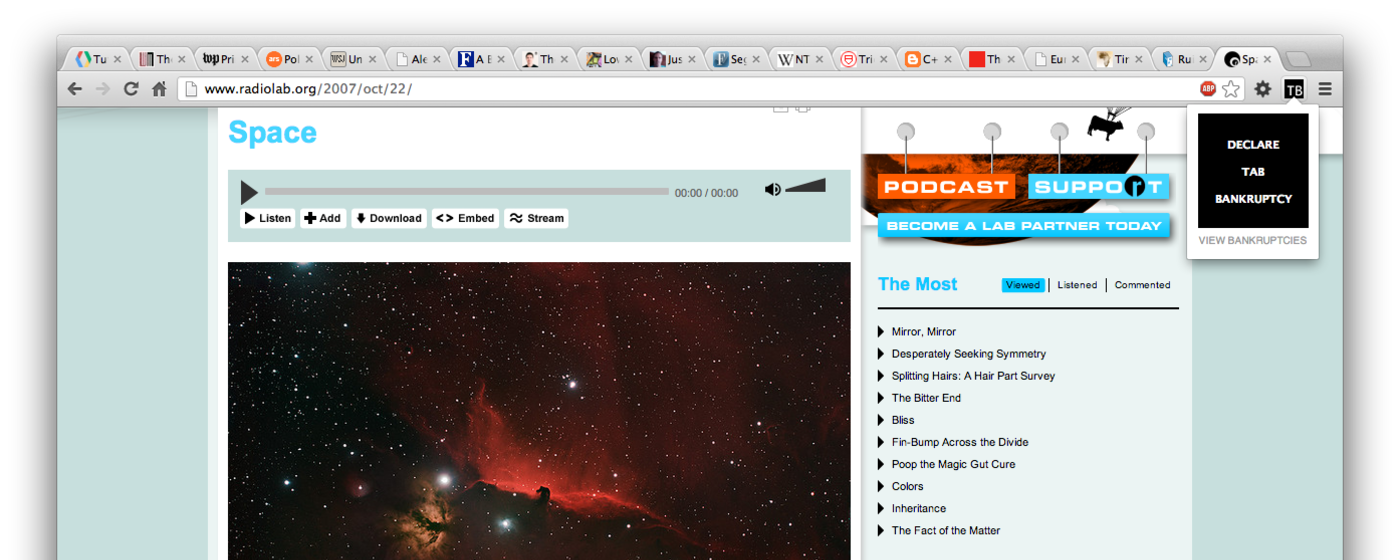 Tu
Th
wp Pri
ars Pol
WSJ Un
Ale
F A E
Th
Lo
Jus
F Seg
W NT
Tri
C+
Th
Eur
Tir
Ru
Spa
www.radiolab.org/2007/oct/22/
ABP
TB
Space
00:00 / 00:00
Listen
Add
Download
Embed
Stream
PODCAST
SUPPORT
BECOME A LAB PARTNER TODAY
DECLARE
TAB
BANKRUPTCY
VIEW BANKRUPTCIES
The Most
Viewed
Listened
Commented
Mirror, Mirror
Desperately Seeking Symmetry
Splitting Hairs: A Hair Part Survey
The Bitter End
Bliss
Fin-Bump Across the Divide
Poop the Magic Gut Cure
Colors
Inheritance
The Fact of the Matter